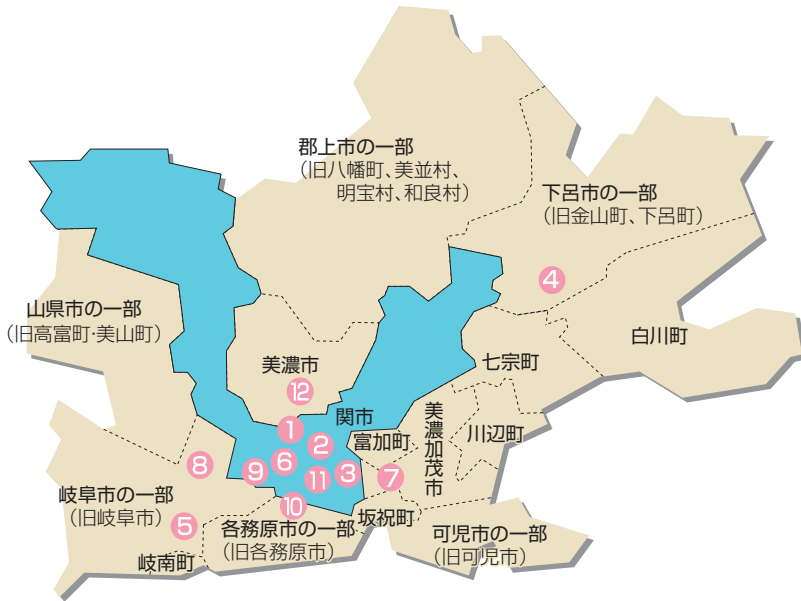 郡上市の一部
(旧八幡町、美並村、
明宝村、和良村)
下呂市の一部
(旧金山町、下呂町)
4
山県市の一部
(旧高富町・美山町)
白川町
美濃市
七宗町
12
関市
1
2
富加町
美濃加茂市
川辺町
8
9
6
11
3
7
岐阜市の一部
(旧岐阜市)
5
10
各務原市の一部
(旧各務原市)
坂祝町
可児市の一部
(旧可児市)
岐南町